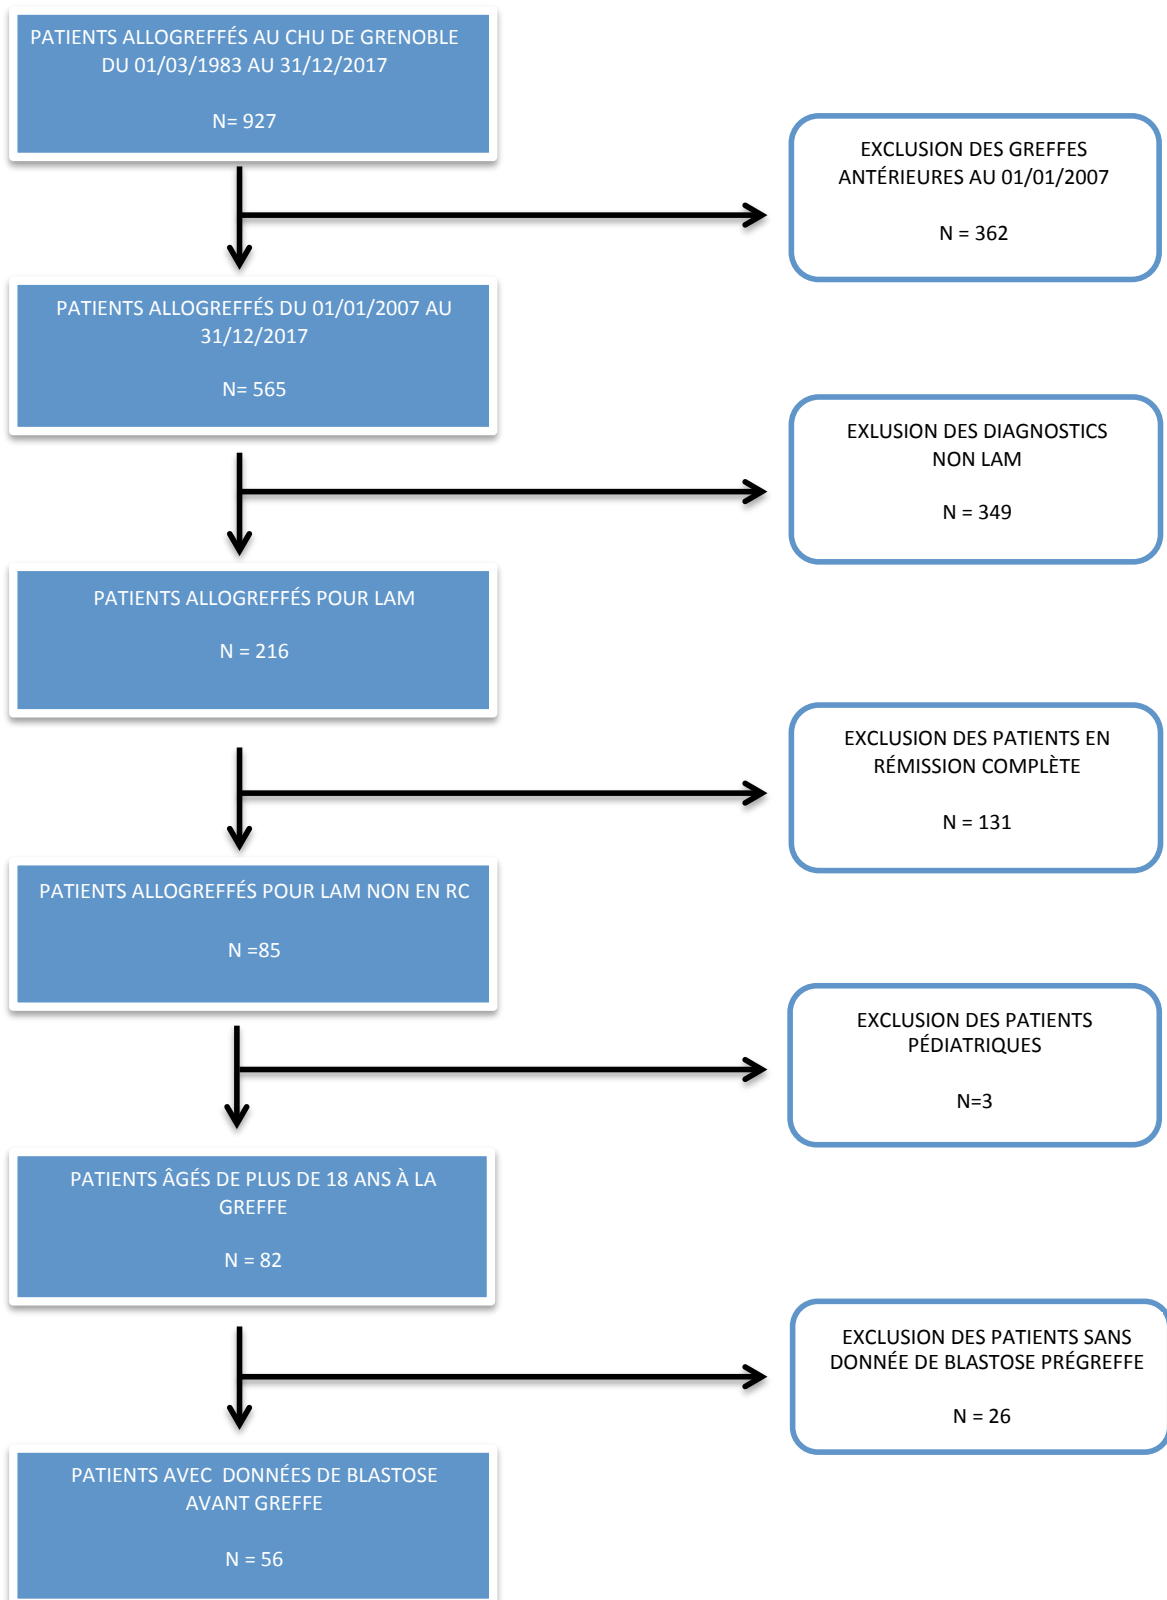 PATIENTS ALLOGREFFÉS AU CHU DE GRENOBLE
DU 01/03/1983 AU 31/12/2017
N= 927
EXCLUSION DES GREFFES
ANTÉRIEURES AU 01/01/2007
N = 362
PATIENTS ALLOGREFFÉS DU 01/01/2007 AU
31/12/2017
N= 565
EXLUSION DES DIAGNOSTICS
NON LAM
N = 349
PATIENTS ALLOGREFFÉS POUR LAM
N = 216
EXCLUSION DES PATIENTS EN
RÉMISSION COMPLÈTE
N = 131
PATIENTS ALLOGREFFÉS POUR LAM NON EN RC
N =85
EXCLUSION DES PATIENTS
PÉDIATRIQUES
N=3
PATIENTS ÂGÉS DE PLUS DE 18 ANS À LA
GREFFE
N = 82
EXCLUSION DES PATIENTS SANS
DONNÉE DE BLASTOSE PRÉGREFFE
N = 26
PATIENTS AVEC DONNÉES DE BLASTOSE
AVANT GREFFE
N = 56